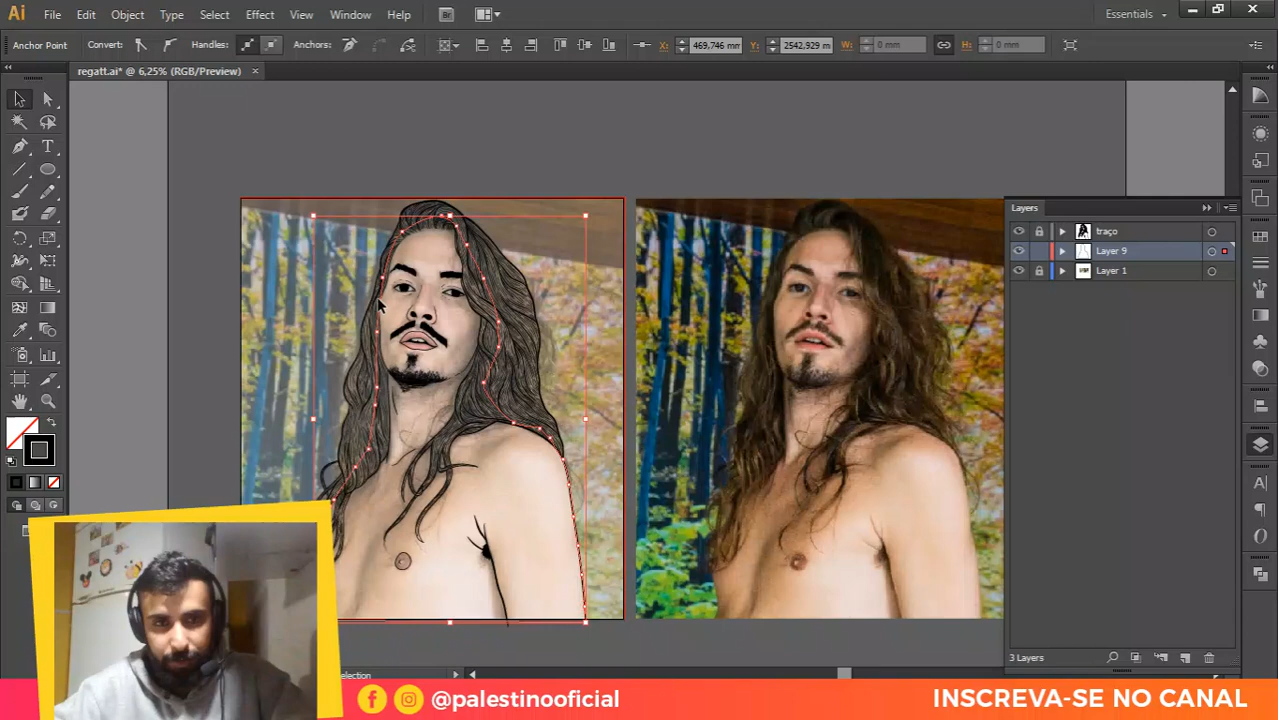 Ai File Edit Object Type Select Effect View Window Help Br Essentials
Anchor Point Convert: Handles: Anchors: X: 469,746 mm Y: 2542,929 m W: 0 mm H: 0 mm
regatt.ai* @ 6,25% (RGB/Preview)
Layers
traço
Layer 9
Layer 1
3 Layers
@palestinooficial
INSCREVA-SE NO CANAL